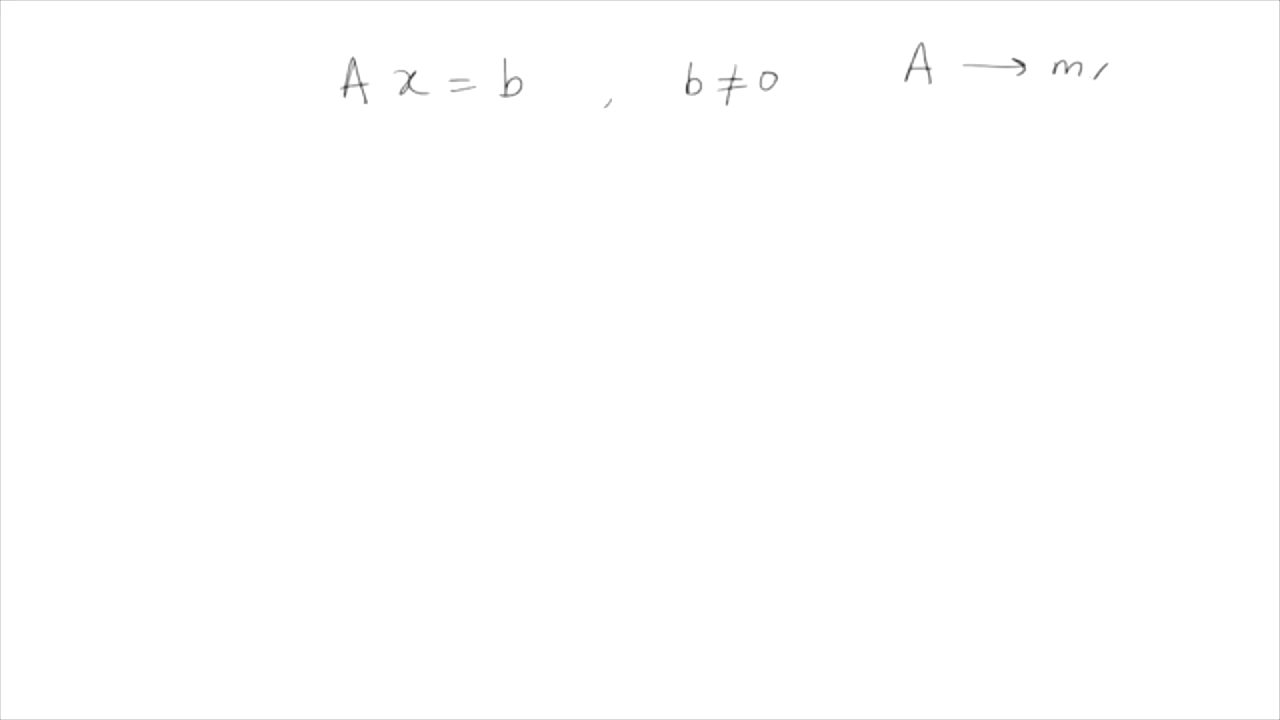 A x = b , b ≠ 0 A → m,